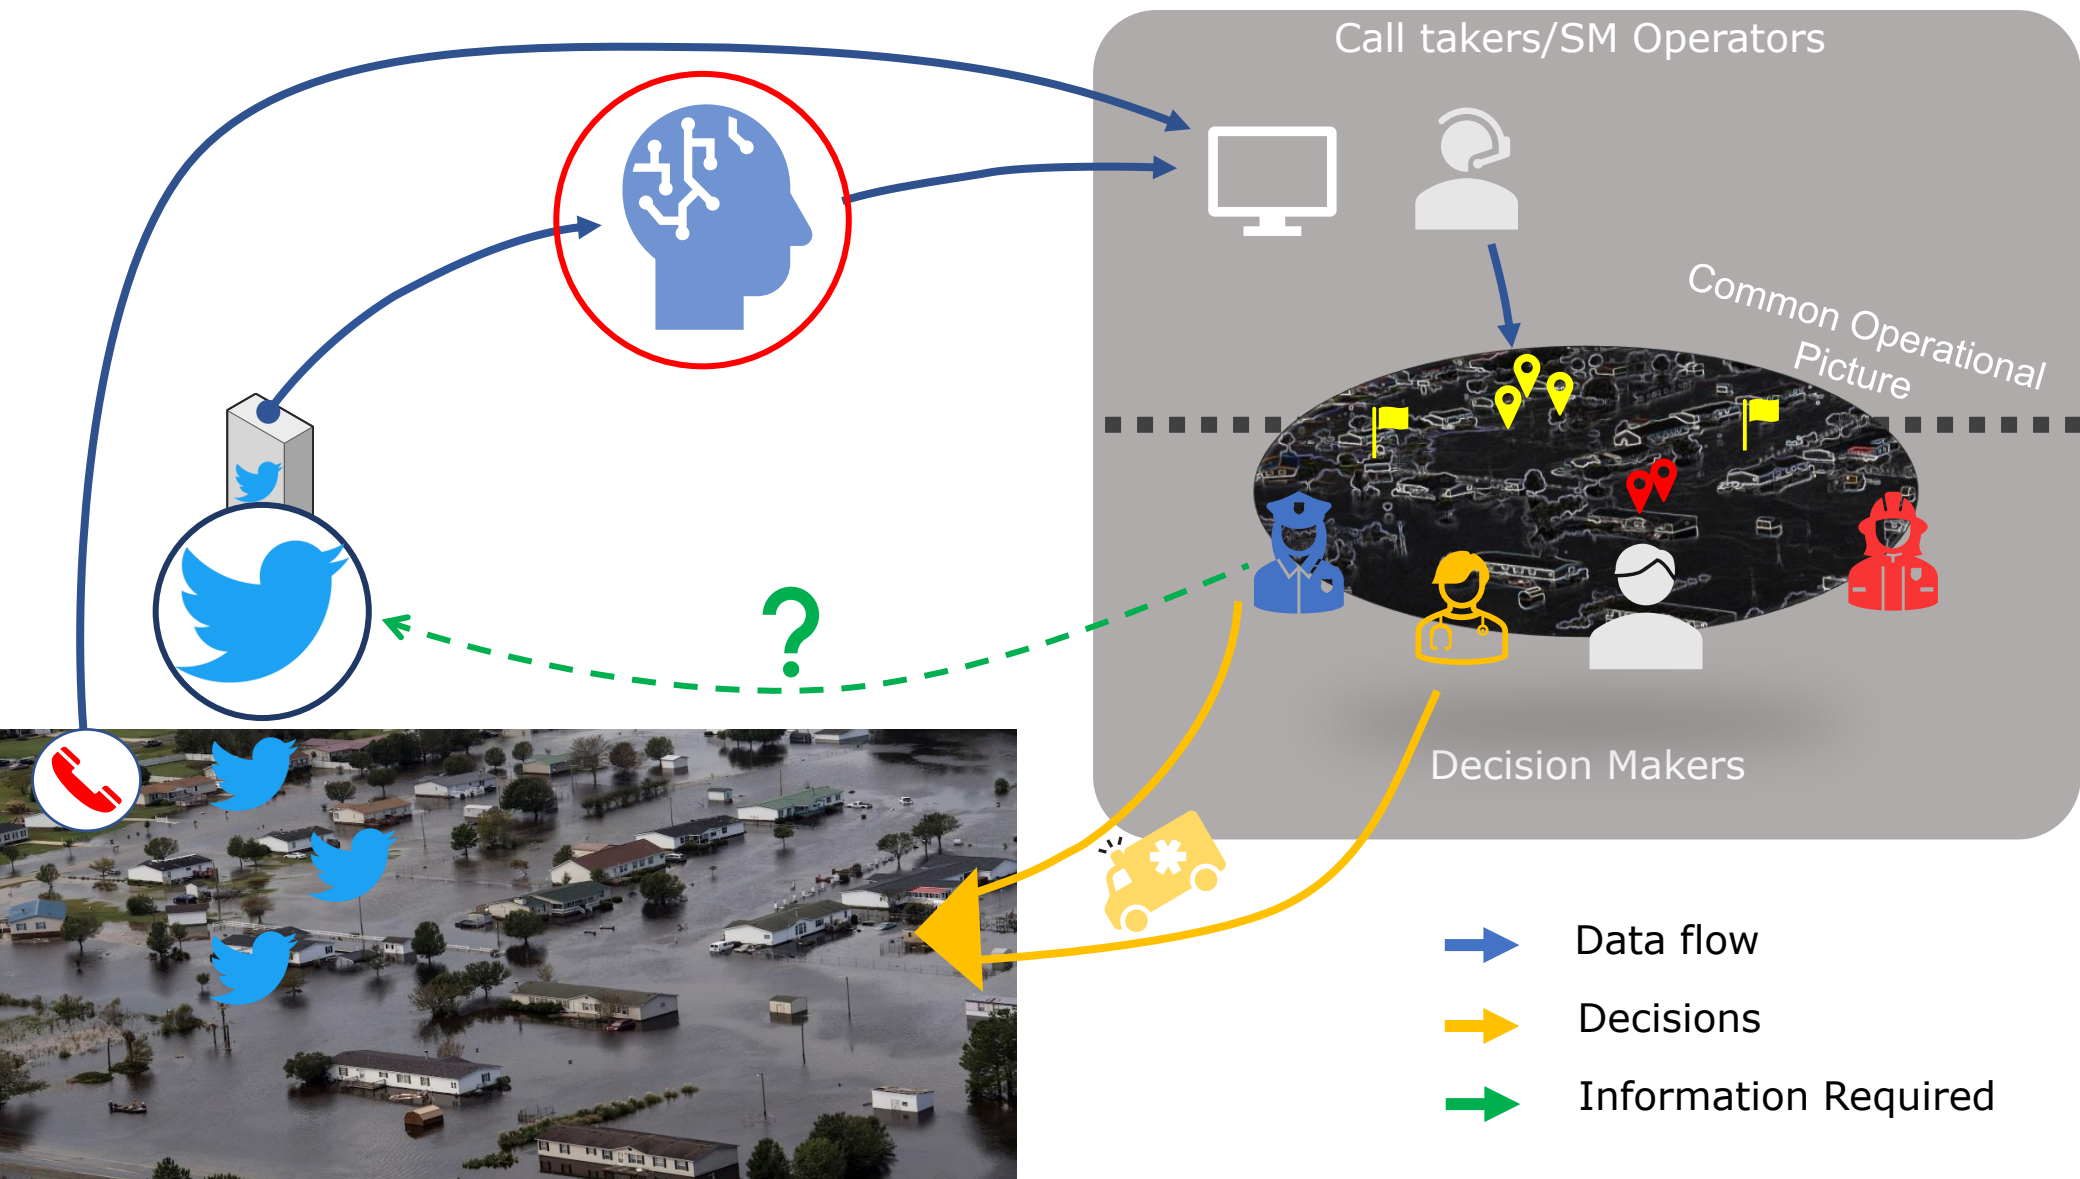 Call takers/SM Operators
Common Operational
Picture
?
Decision Makers
Data flow
Decisions
Information Required